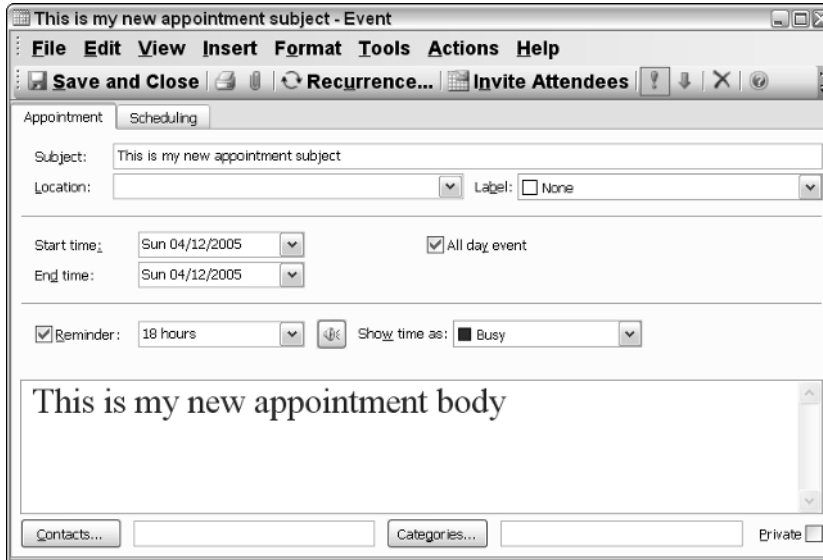 This is my new appointment subject - Event
File Edit View Insert Format Tools Actions Help
Save and Close Recurrence... Invite Attendees
Appointment Scheduling
Subject: This is my new appointment subject
Location: Label: None
Start time: Sun 04/12/2005 All day event
End time: Sun 04/12/2005
Reminder: 18 hours Show time as: Busy
This is my new appointment body
Contacts... Categories... Private